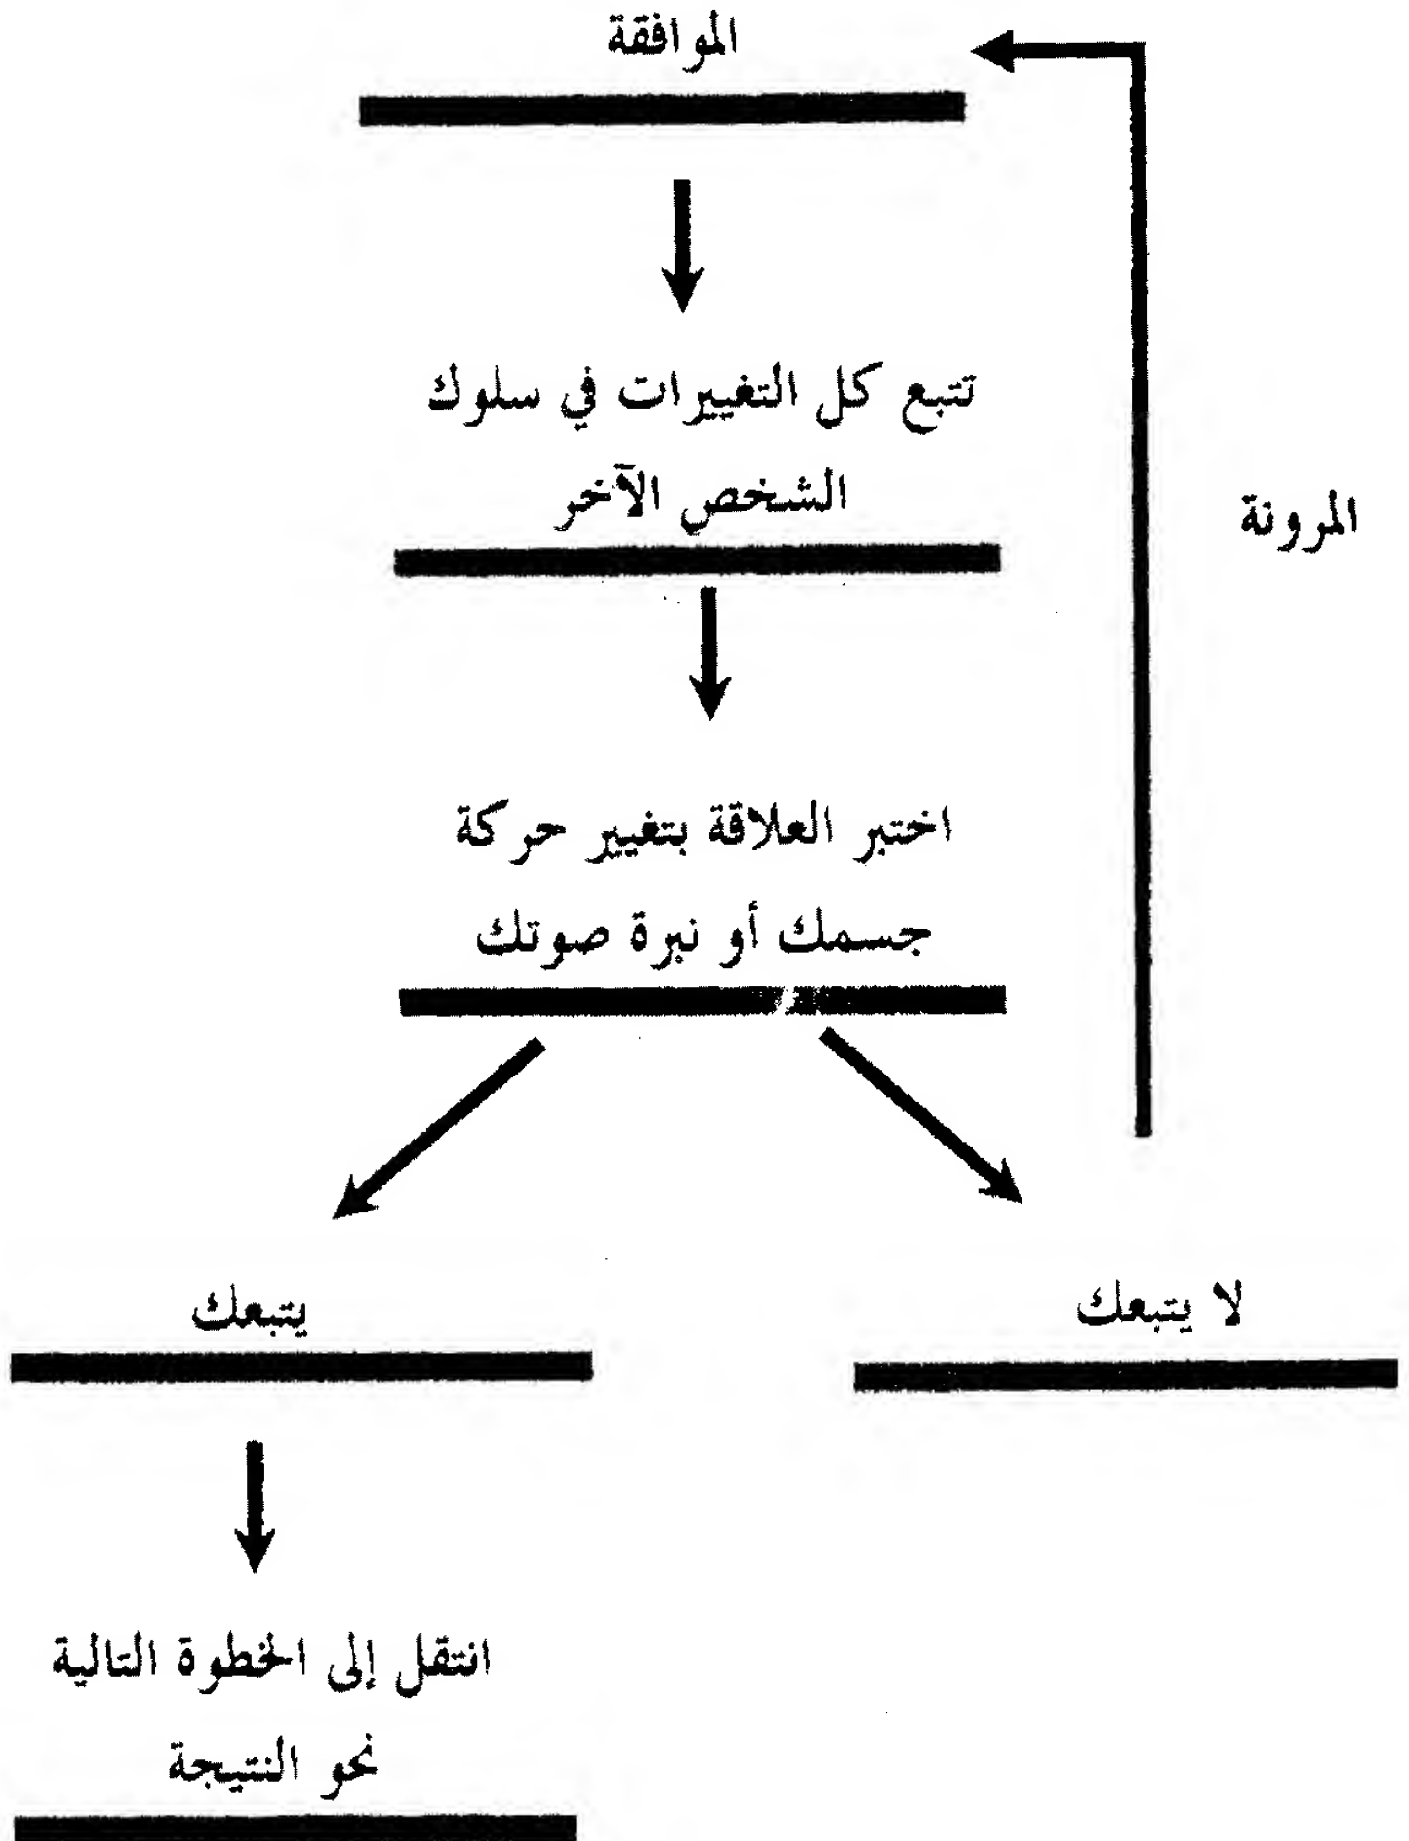 الموافقة
تتبع كل التغييرات في سلوك
الشخص الآخر
المرونة
اختبر العلاقة بتغيير حركة
جسمك أو نبرة صوتك
لا يتبعك
يتبعك
انتقل إلى الخطوة التالية
نحو النتيجة